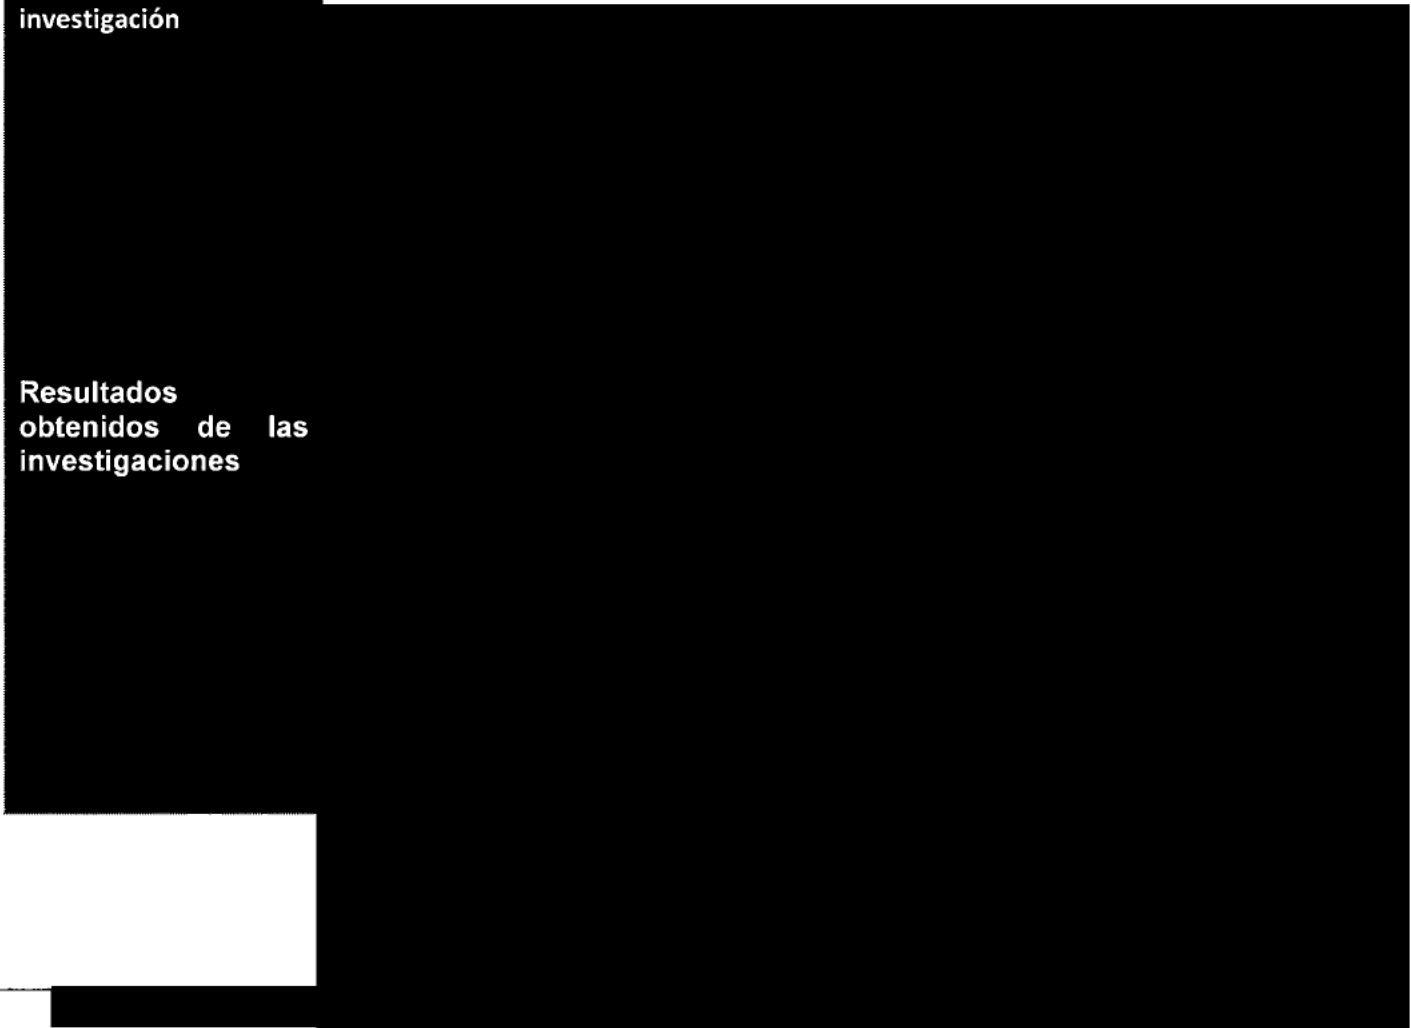 investigación
Resultados
obtenidos de las
investigaciones